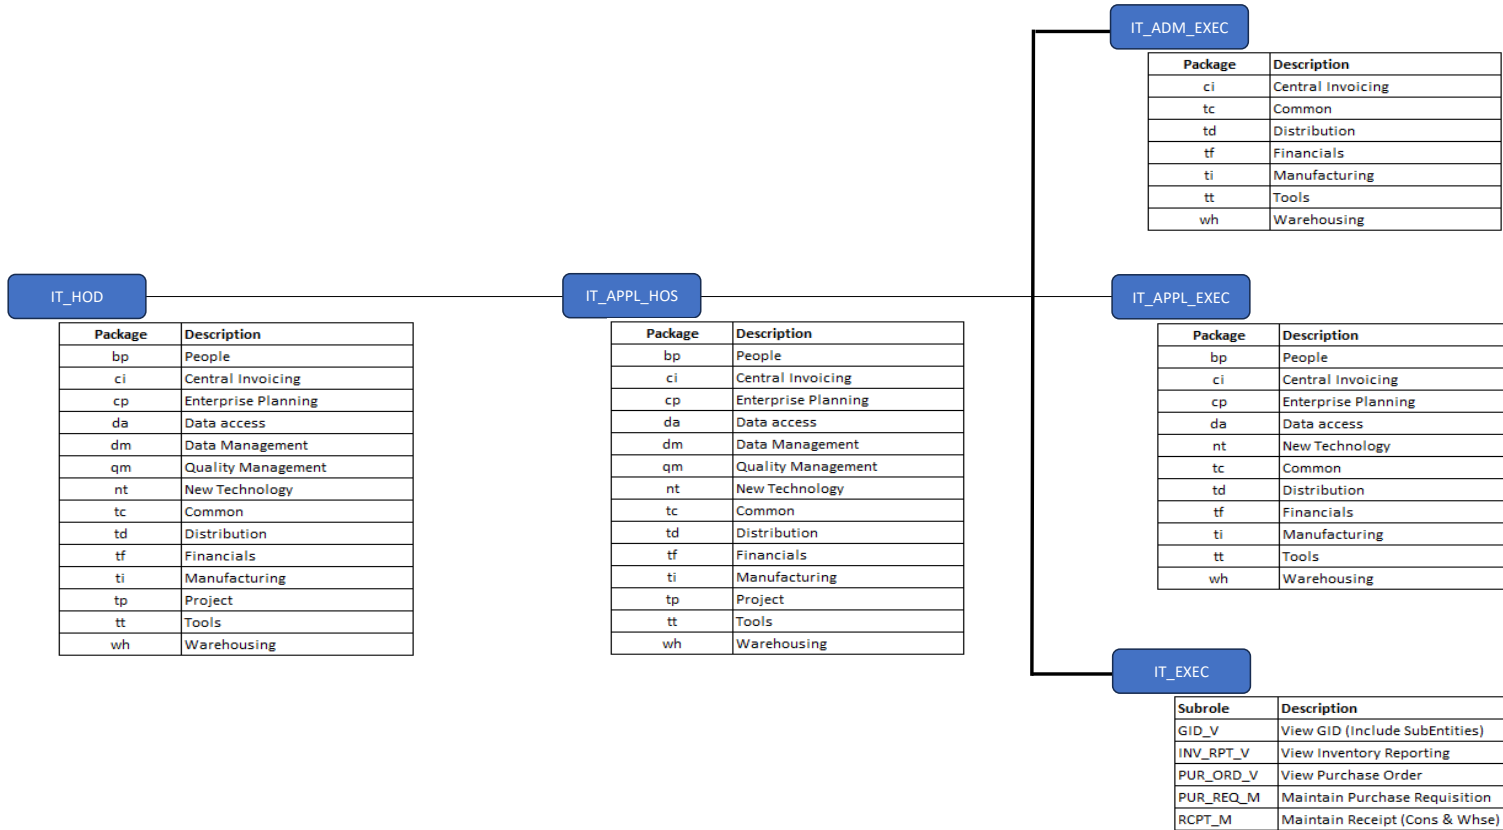 IT_ADM_EXEC
Package Description
ci Central Invoicing
tc Common
td Distribution
tf Financials
ti Manufacturing
tt Tools
wh Warehousing
IT_HOD
Package Description
bp People
ci Central Invoicing
cp Enterprise Planning
da Data access
dm Data Management
qm Quality Management
nt New Technology
tc Common
td Distribution
tf Financials
ti Manufacturing
tp Project
tt Tools
wh Warehousing
IT_APPL_HOS
Package Description
bp People
ci Central Invoicing
cp Enterprise Planning
da Data access
dm Data Management
qm Quality Management
nt New Technology
tc Common
td Distribution
tf Financials
ti Manufacturing
tp Project
tt Tools
wh Warehousing
IT_APPL_EXEC
Package Description
bp People
ci Central Invoicing
cp Enterprise Planning
da Data access
nt New Technology
tc Common
td Distribution
tf Financials
ti Manufacturing
tt Tools
wh Warehousing
IT_EXEC
Subrole Description
GID_V View GID (Include SubEntities)
INV_RPT_V View Inventory Reporting
PUR_ORD_V View Purchase Order
PUR_REQ_M Maintain Purchase Requisition
RCPT_M Maintain Receipt (Cons & Whse)